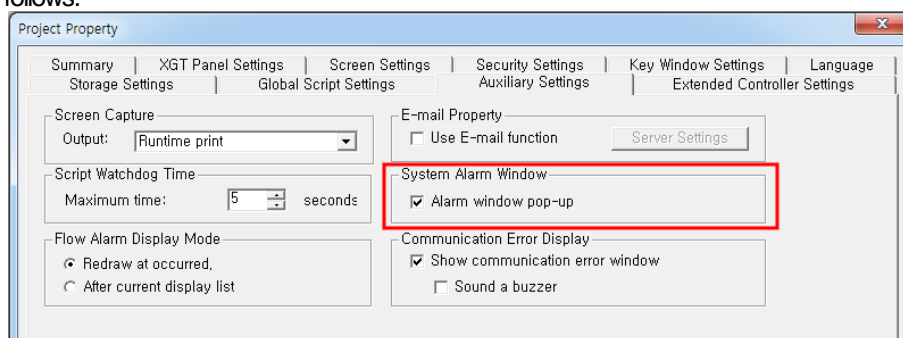 follows.
Project Property
Summary XGT Panel Settings Screen Settings Security Settings Key Window Settings Language
Storage Settings Global Script Settings Auxiliary Settings Extended Controller Settings
Screen Capture
Output: Runtime print
E-mail Property
Use E-mail function Server Settings
Script Watchdog Time
Maximum time: 5 seconds
System Alarm Window
Alarm window pop-up
Flow Alarm Display Mode
Redraw at occurred,
After current display list
Communication Error Display
Show communication error window
Sound a buzzer